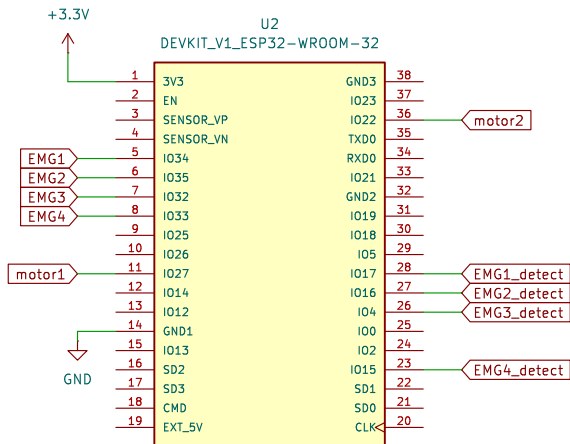 +3.3V
U2
DEVKIT_V1_ESP32-WROOM-32
1 3V3 GND3 38
2 EN IO23 37
3 SENSOR_VP IO22 36 motor2
4 SENSOR_VN TXD0 35
EMG1 5 IO34 RXD0 34
EMG2 6 IO35 IO21 33
EMG3 7 IO32 GND2 32
EMG4 8 IO33 IO19 31
9 IO25 IO18 30
10 IO26 IO5 29
motor1 11 IO27 IO17 28 EMG1_detect
12 IO14 IO16 27 EMG2_detect
13 IO12 IO4 26 EMG3_detect
14 GND1 IO0 25
15 IO13 IO2 24
GND
16 SD2 IO15 23 EMG4_detect
17 SD3 SD1 22
18 CMD SD0 21
19 EXT_5V CLK 20